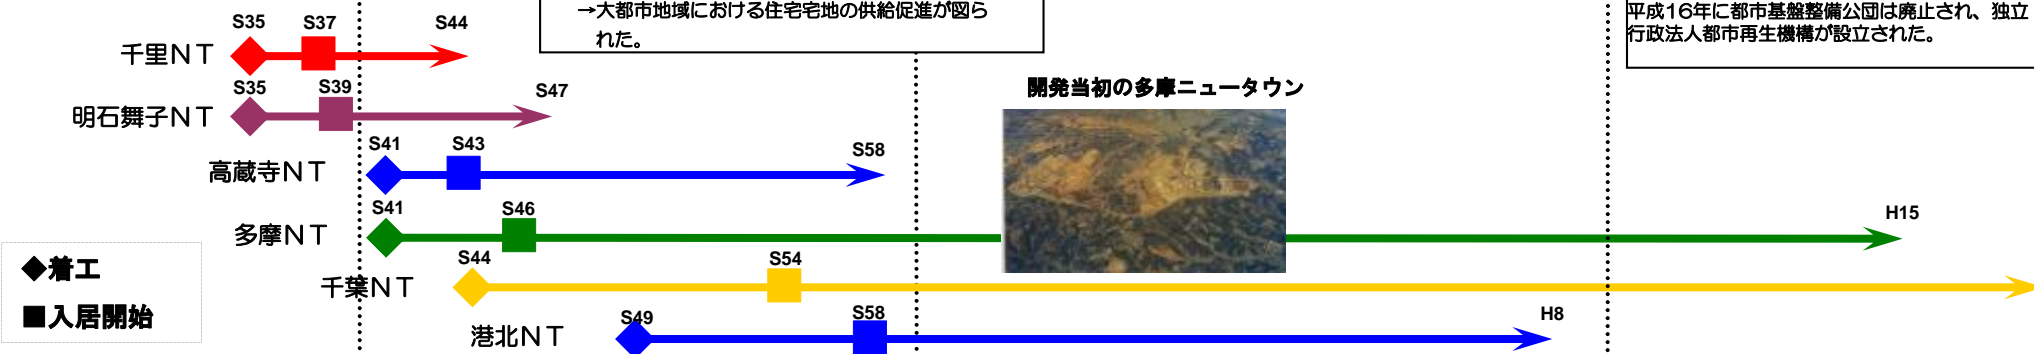 →大都市地域における住宅宅地の供給促進が図ら
れた。
平成16年に都市基盤整備公団は廃止され、独立
行政法人都市再生機構が設立された。
S35 S37 S44
千里NT
S35 S39 S47
明石舞子NT
開発当初の多摩ニュータウン
S41 S43 S58
高蔵寺NT
S41 S46 H15
多摩NT
S44 S54
千葉NT
S49 S58 H8
港北NT
◆着工
■入居開始